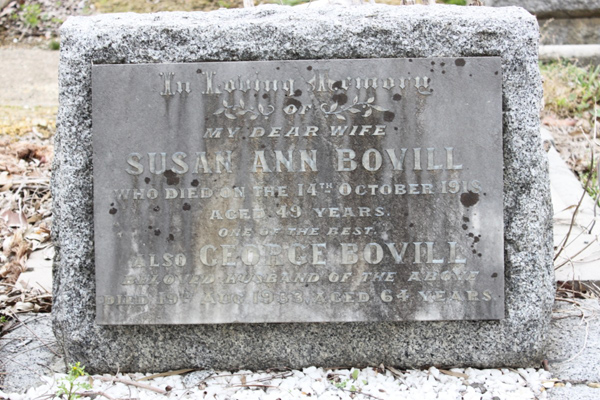 In Loving Memory
OF
MY DEAR WIFE
SUSAN ANN BOVILL
WHO DIED ON THE 14TH OCTOBER 1918.
AGED 49 YEARS.
ONE OF THE BEST.
ALSO GEORGE BOVILL
BELOVED HUSBAND OF THE ABOVE
DIED AUG 1933, AGED 64 YEARS.